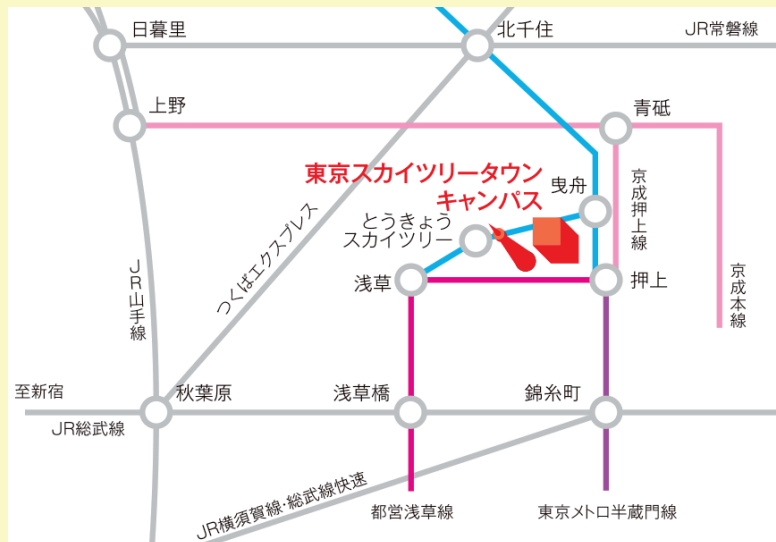 日暮里
北千住
JR常磐線
上野
青砥
東京スカイツリータウン
キャンパス
曳舟
とうきょう
スカイツリー
京成押上線
つくばエクスプレス
JR山手線
浅草
押上
京成本線
至新宿
秋葉原
浅草橋
錦糸町
JR総武線
JR横須賀線・総武線快速
都営浅草線
東京メトロ半蔵門線